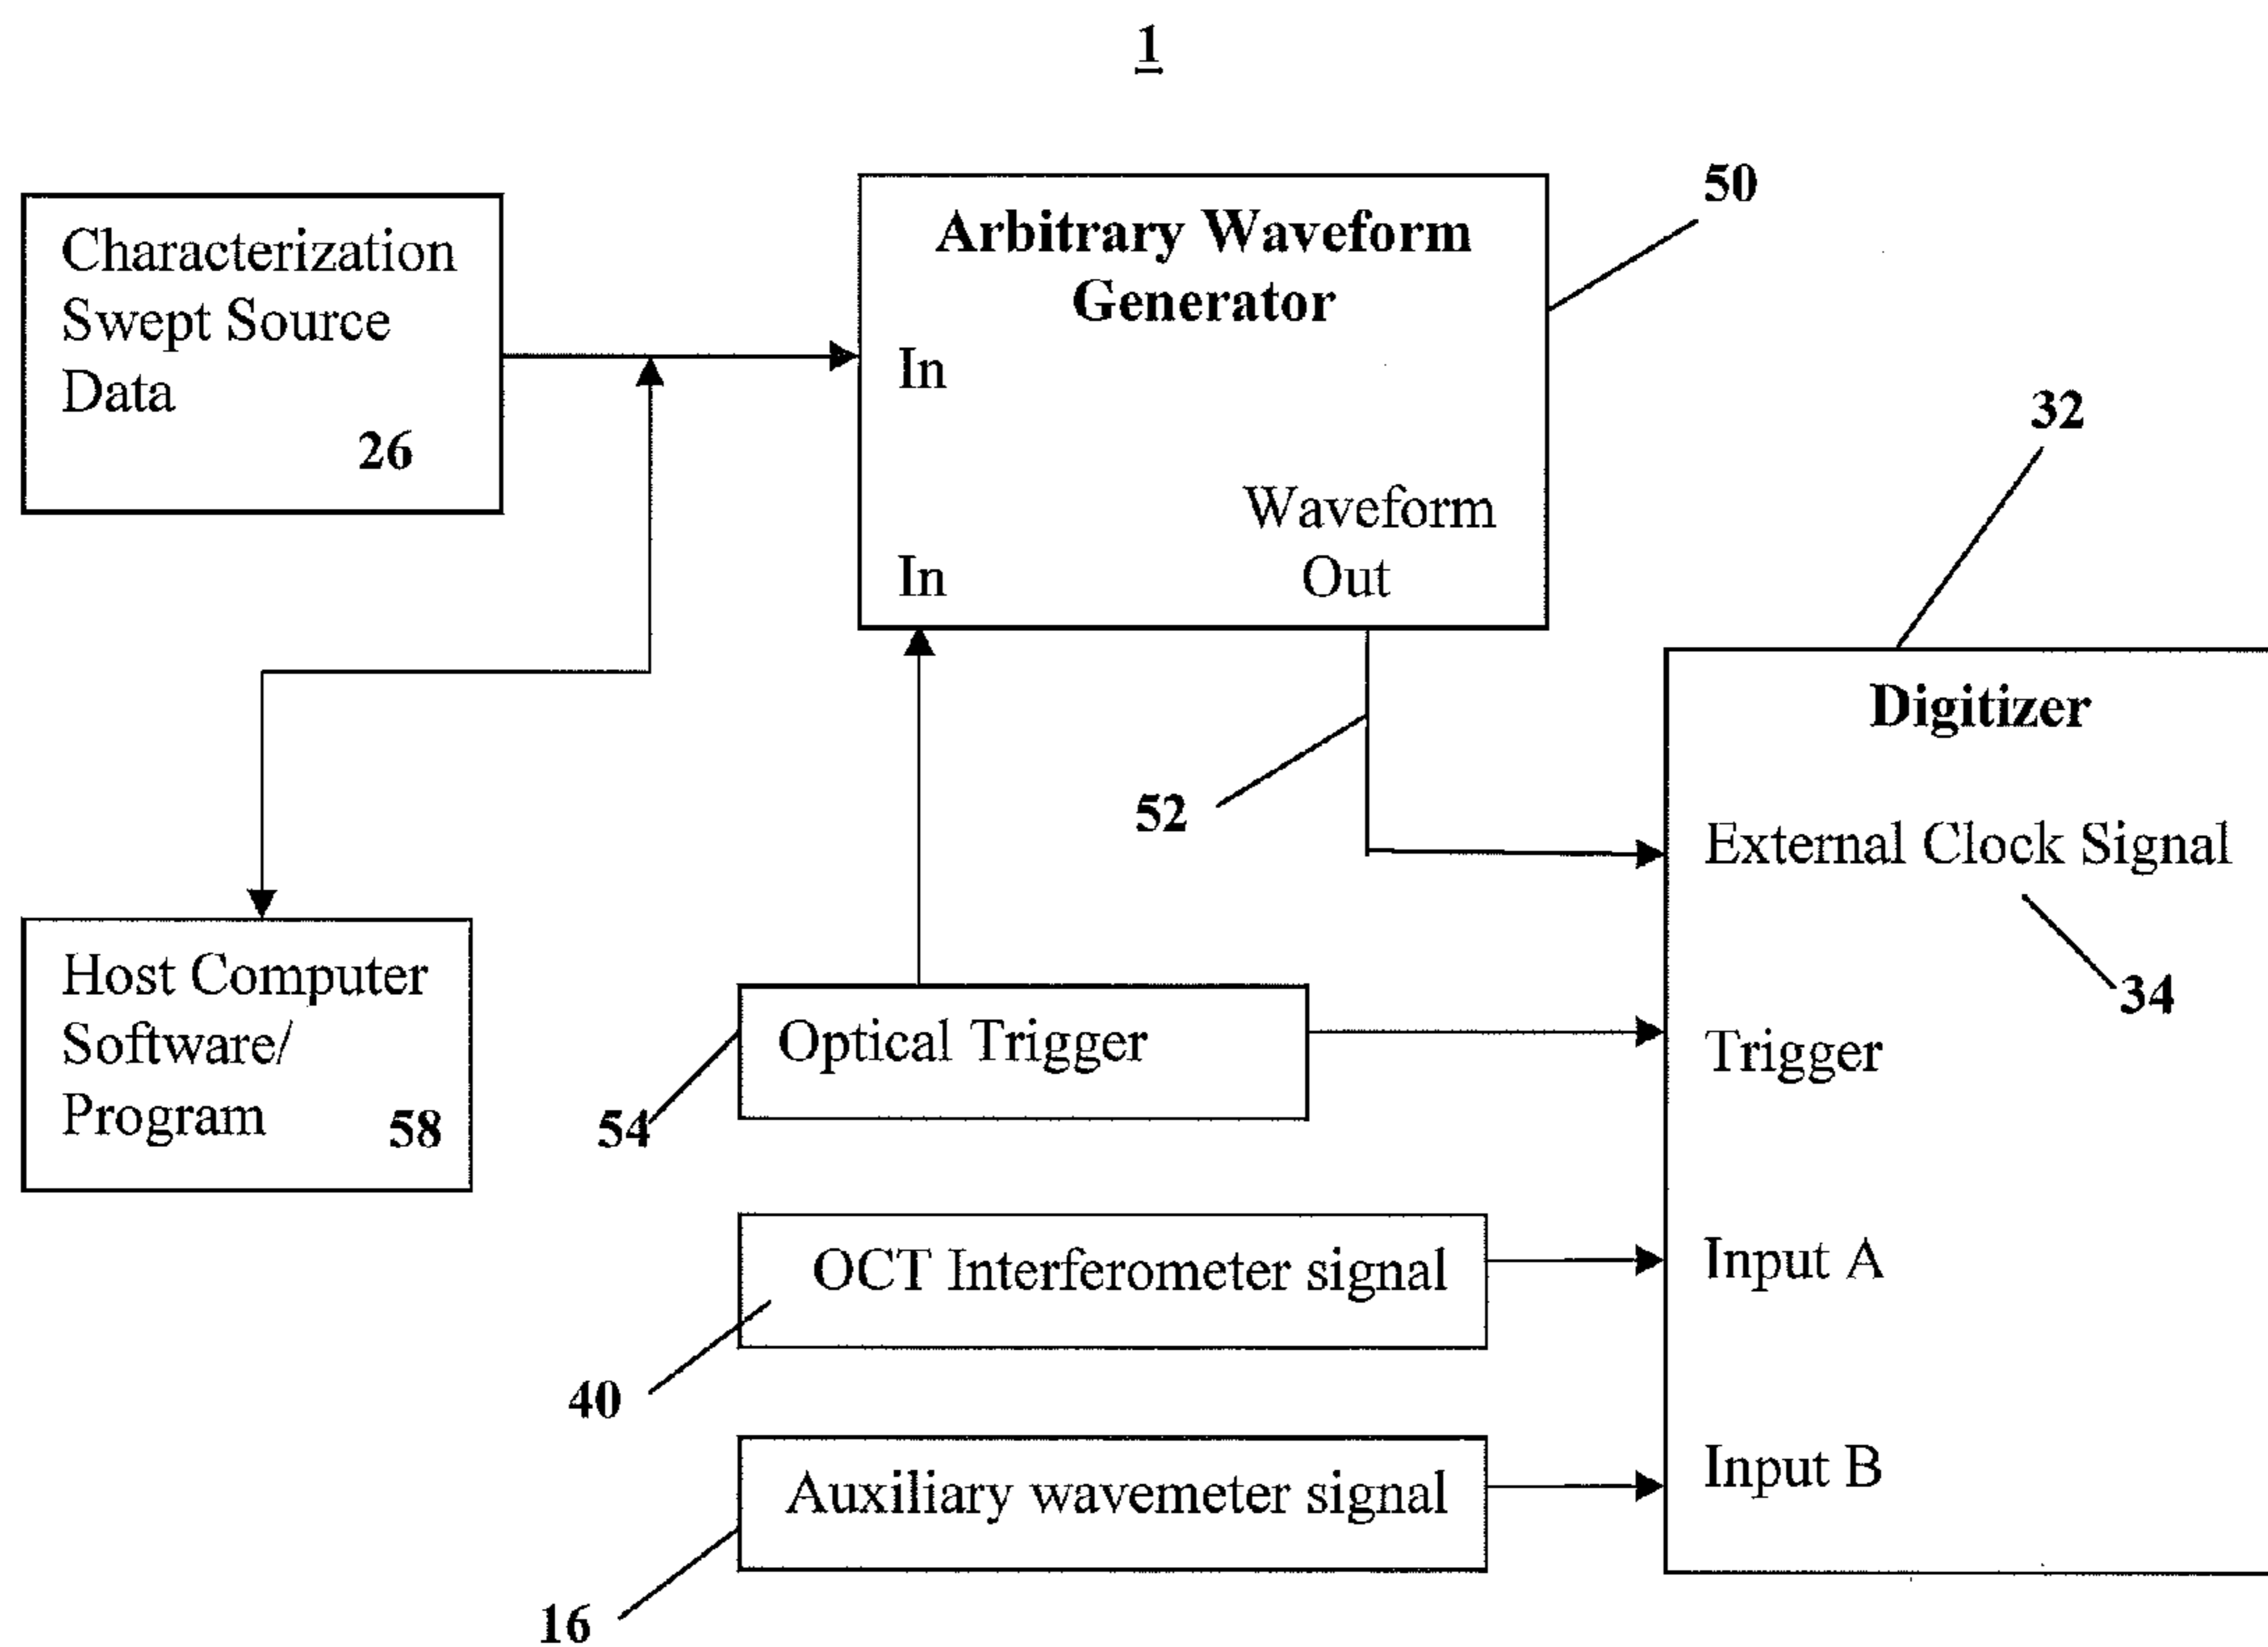 1
Characterization
Swept Source
Data
26
Arbitrary Waveform
Generator
In
In
Waveform
Out
50
32
52
Digitizer
External Clock Signal
34
Trigger
Input A
Input B
Host Computer
Software/
Program
58
Optical Trigger
54
OCT Interferometer signal
40
Auxiliary wavemeter signal
16